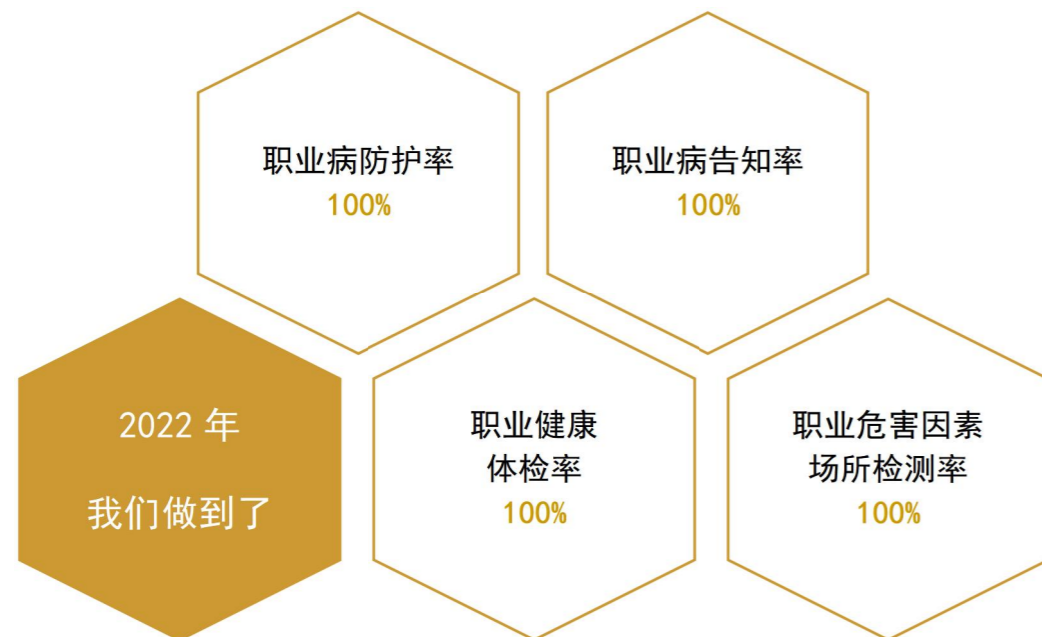 职业病防护率
100%
职业病告知率
100%
2022 年
我们做到了
职业健康
体检率
100%
职业危害因素
场所检测率
100%